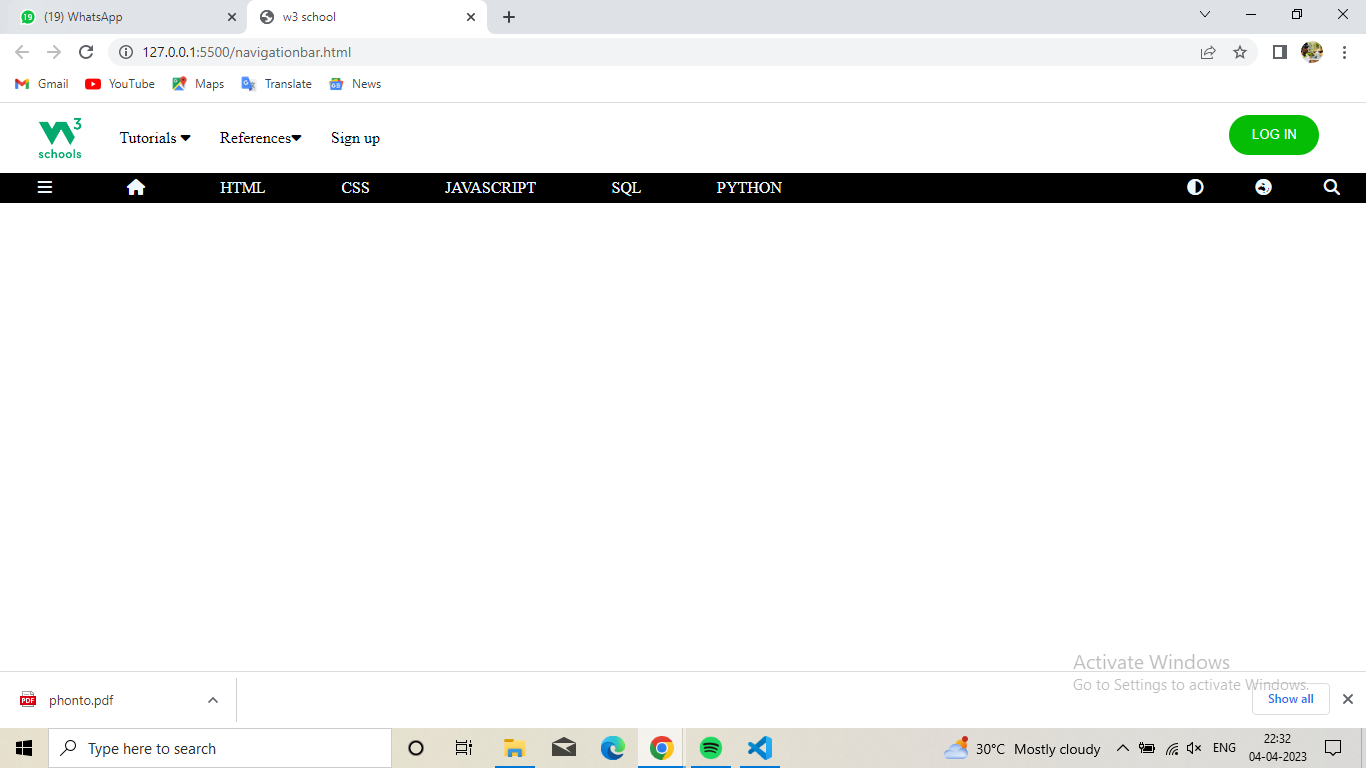 19 (19) WhatsApp w3 school
127.0.0.1:5500/navigationbar.html
Gmail YouTube Maps Translate News
3
schools
Tutorials References Sign up LOG IN
HTML CSS JAVASCRIPT SQL PYTHON
Activate Windows
Go to Settings to activate Windows.
PDF phonto.pdf Show all
Type here to search 30°C Mostly cloudy ENG 22:32
04-04-2023